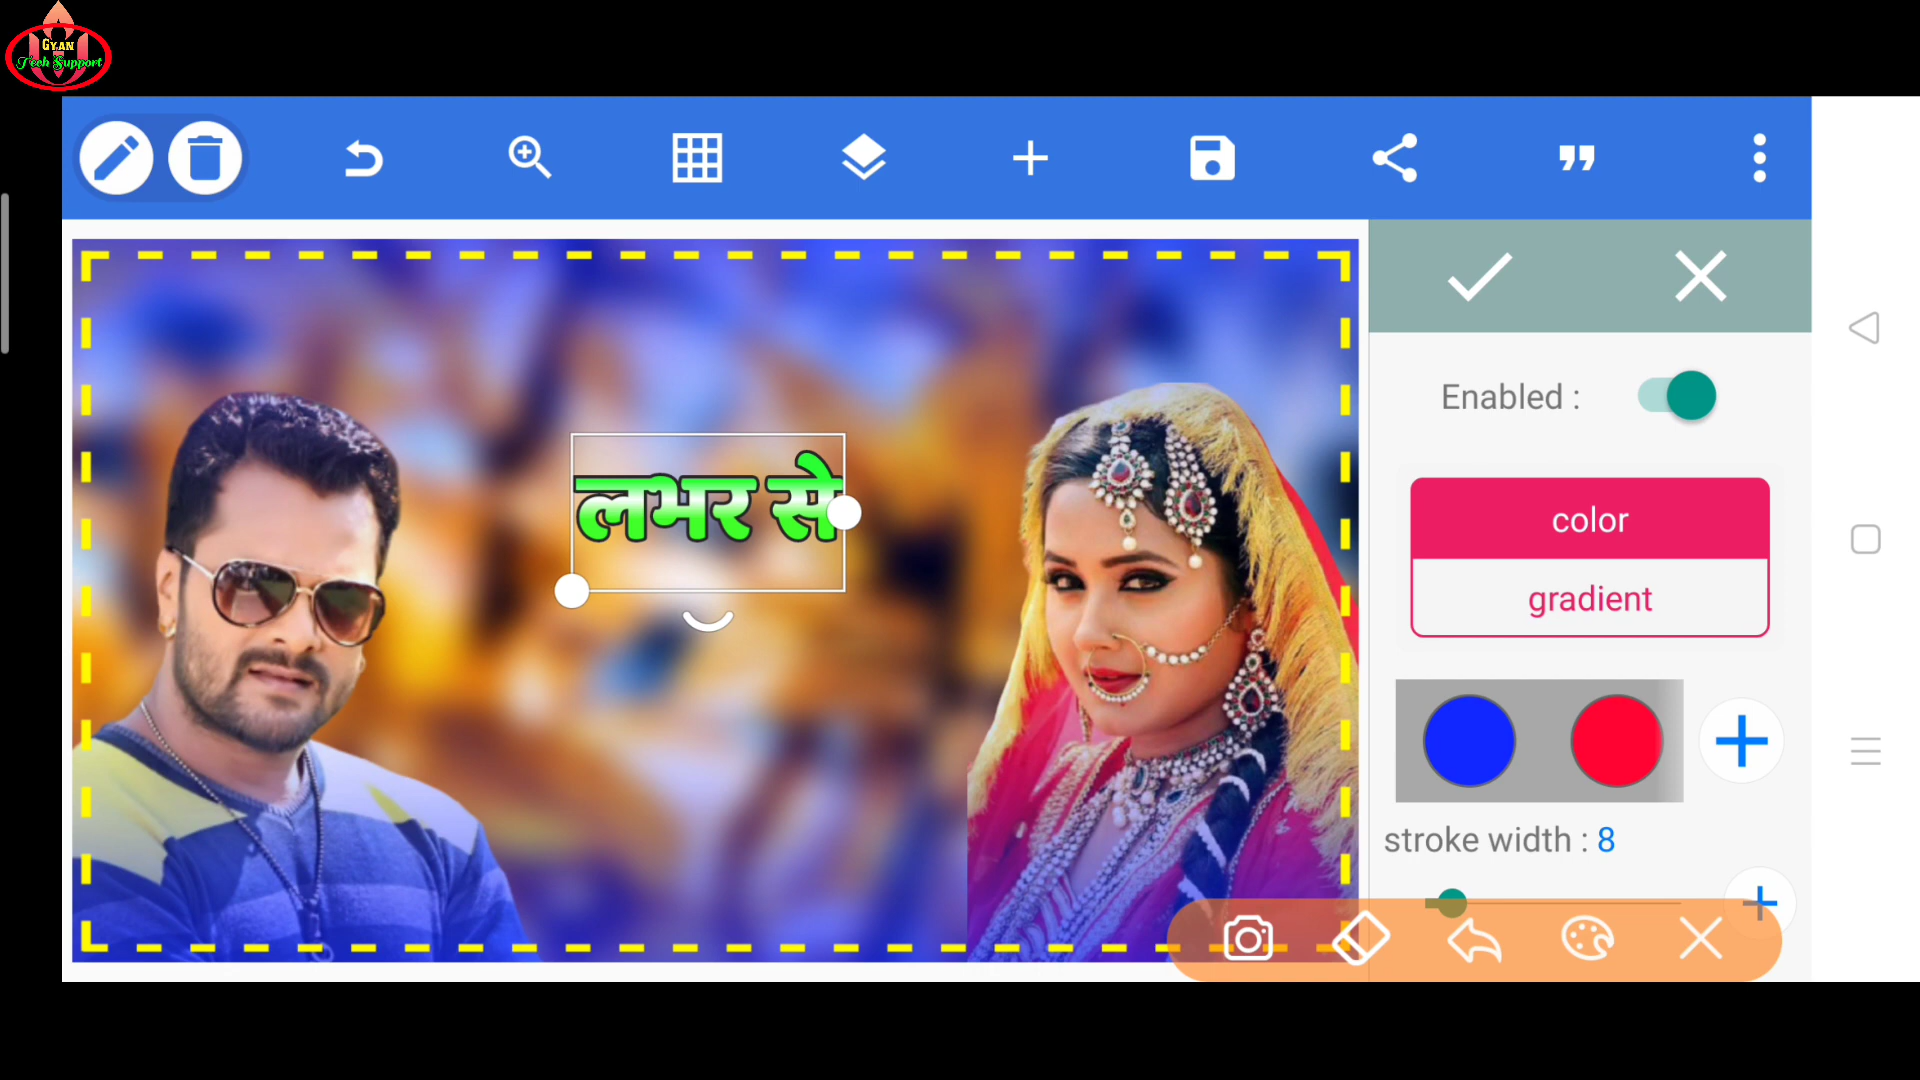 Gyan
Tech Support
लभर से
Enabled :
color
gradient
stroke width : 8